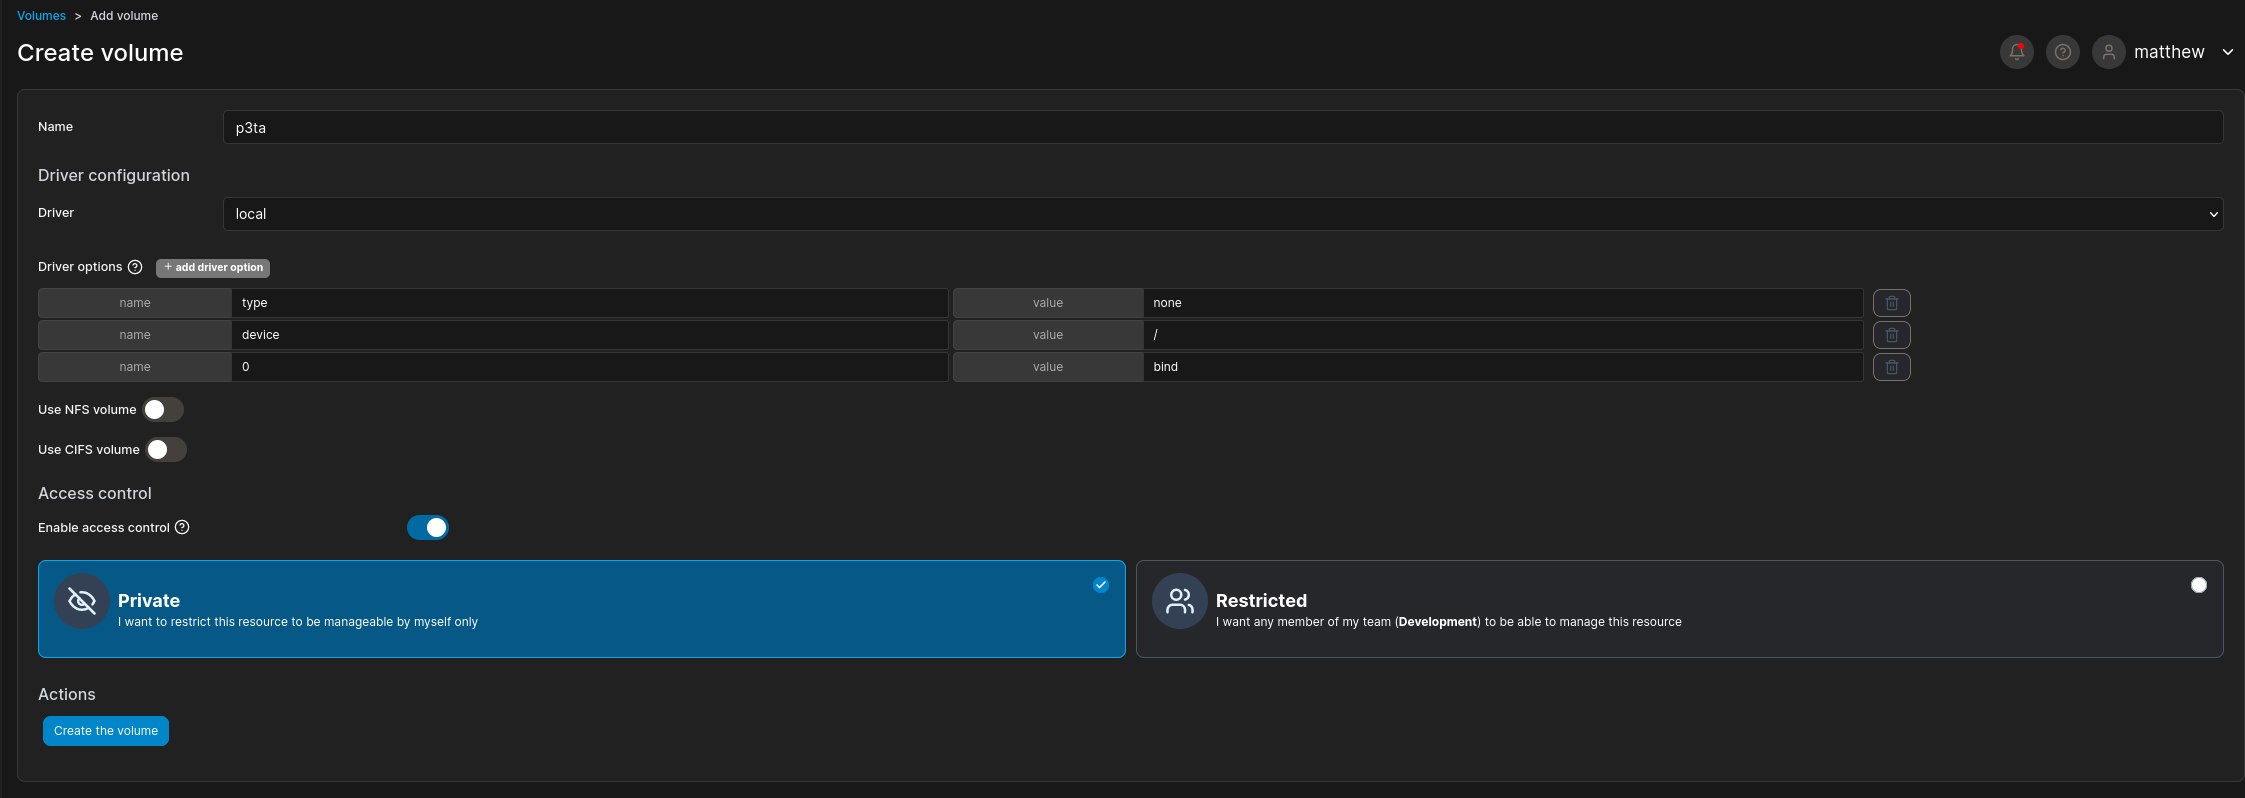 Volumes > Add volume
Create volume
matthew
Name p3ta
Driver configuration
Driver local
Driver options + add driver option
name type value none
name device value /
name 0 value bind
Use NFS volume
Use CIFS volume
Access control
Enable access control
Private
I want to restrict this resource to be manageable by myself only
Restricted
I want any member of my team (Development) to be able to manage this resource
Actions
Create the volume